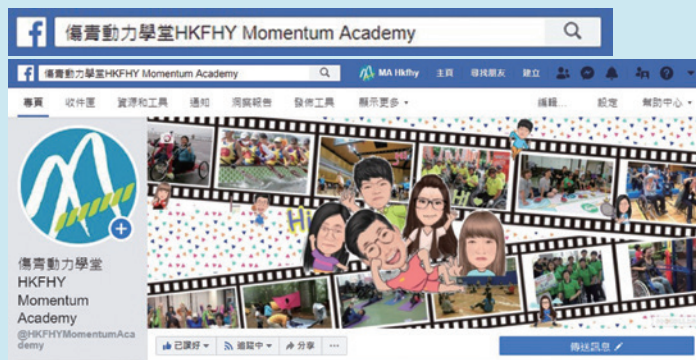 傷青動力學堂HKFHY Momentum Academy
傷青動力學堂HKFHY Momentum Academy
MA Hkfhy 主頁 尋找朋友 建立
專頁 收件匣 資源和工具 通知 洞察報告 發佈工具 顯示更多 編輯... 設定 幫助中心
Hi
傷青動力學堂
HKFHY
Momentum
Academy
@HKFHYMomentumAca
demy
已讚好 追蹤中 分享 ...
傳送訊息